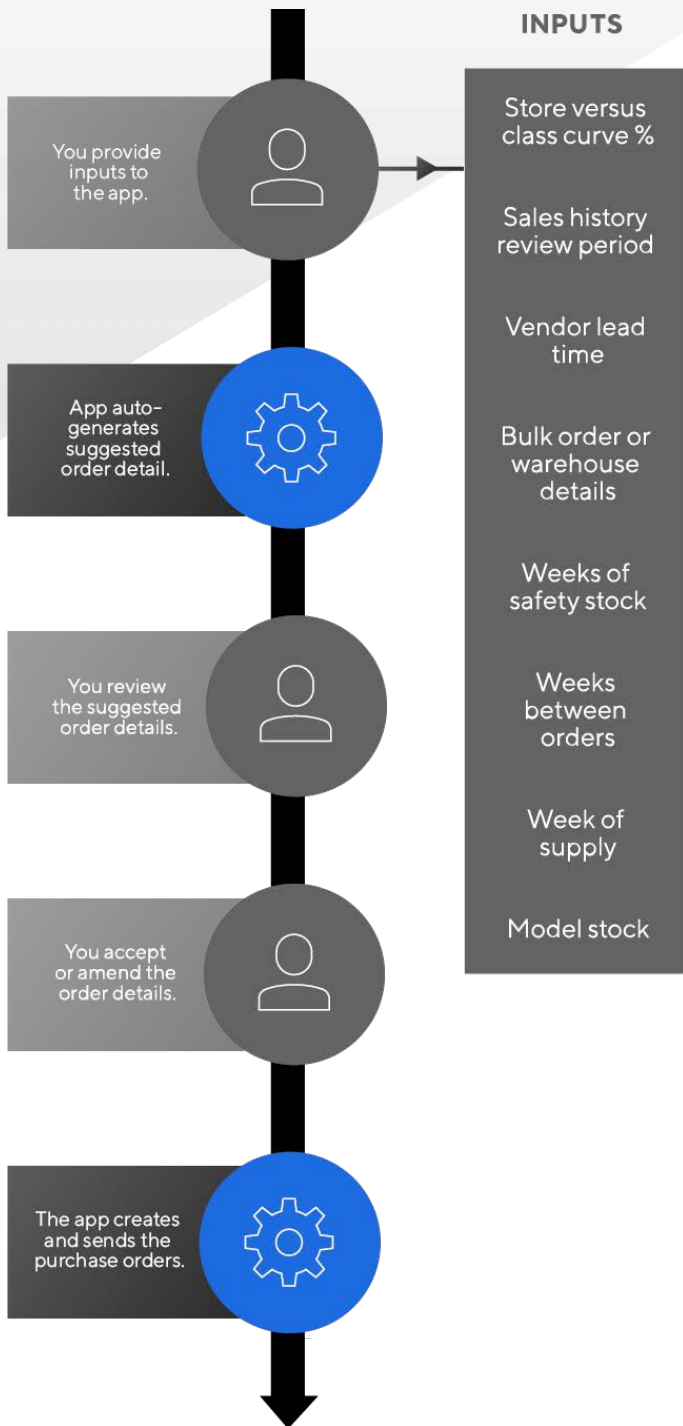 INPUTS
You provide
inputs to
the app.
Store versus
class curve %
Sales history
review period
Vendor lead
time
App auto-
generates
suggested
order detail.
Bulk order or
warehouse
details
Weeks of
safety stock
You review
the suggested
order details.
Weeks
between
orders
Week of
supply
Model stock
You accept
or amend the
order details.
The app creates
and sends the
purchase orders.